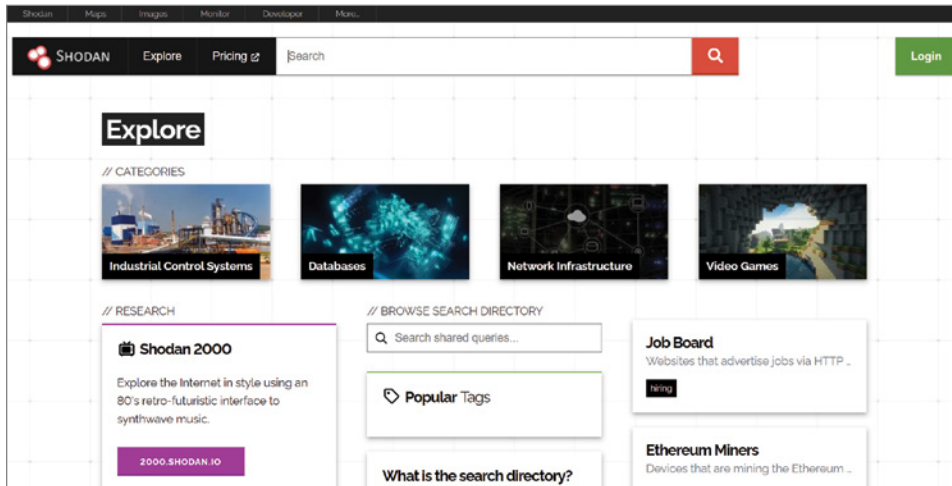 Shodan Maps Images Monitor Developer More...
SHODAN Explore Pricing Search Login
Explore
// CATEGORIES
Industrial Control Systems Databases Network Infrastructure Video Games
// RESEARCH
Shodan 2000
Explore the Internet in style using an
80's retro-futuristic interface to
synthwave music.
2000.SHODAN.IO
// BROWSE SEARCH DIRECTORY
Search shared queries...
Popular Tags
What is the search directory?
Job Board
Websites that advertise jobs via HTTP ...
hiring
Ethereum Miners
Devices that are mining the Ethereum ...